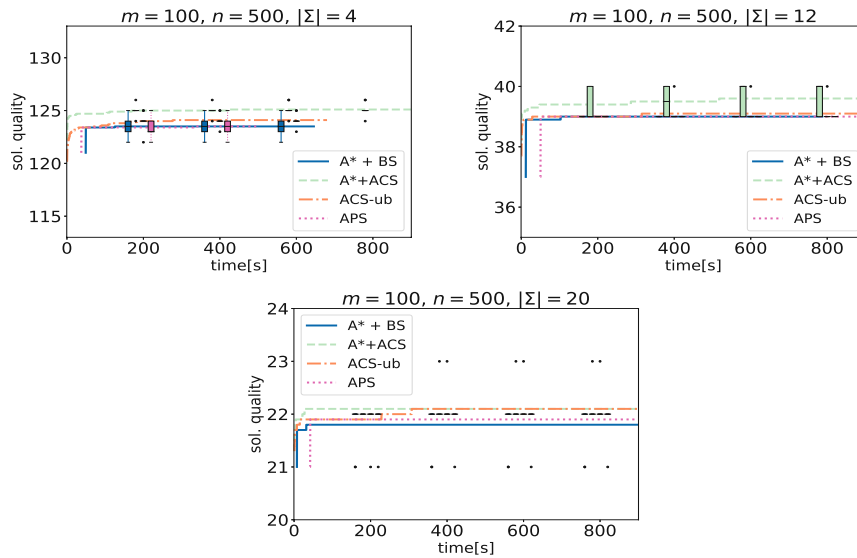 m = 100, n = 500, |Σ| = 4
sol. quality
130
125
120
115
0
200
400
600
800
time[s]
A* + BS
A*+ACS
ACS-ub
APS
m = 100, n = 500, |Σ| = 12
sol. quality
42
40
38
36
0
200
400
600
800
time[s]
A* + BS
A*+ACS
ACS-ub
APS
m = 100, n = 500, |Σ| = 20
sol. quality
24
23
22
21
20
0
200
400
600
800
time[s]
A* + BS
A*+ACS
ACS-ub
APS